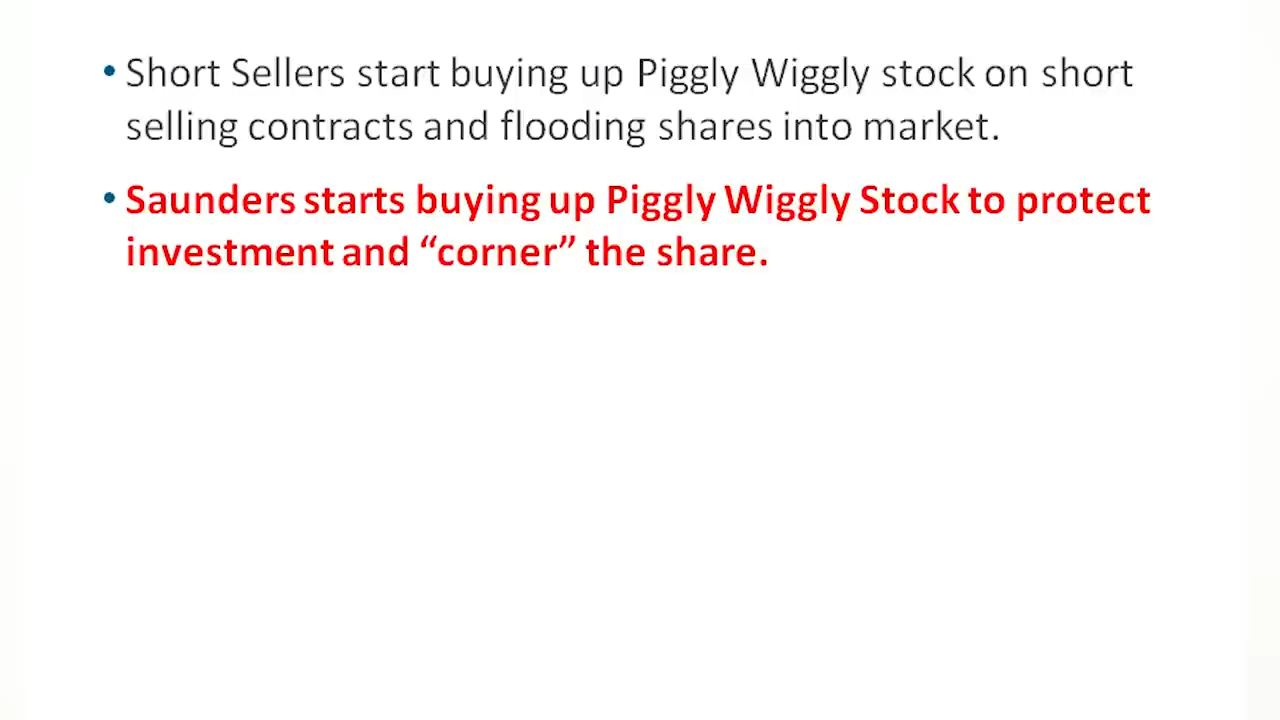 • Short Sellers start buying up Piggly Wiggly stock on short
selling contracts and flooding shares into market.
• Saunders starts buying up Piggly Wiggly Stock to protect
investment and “corner” the share.